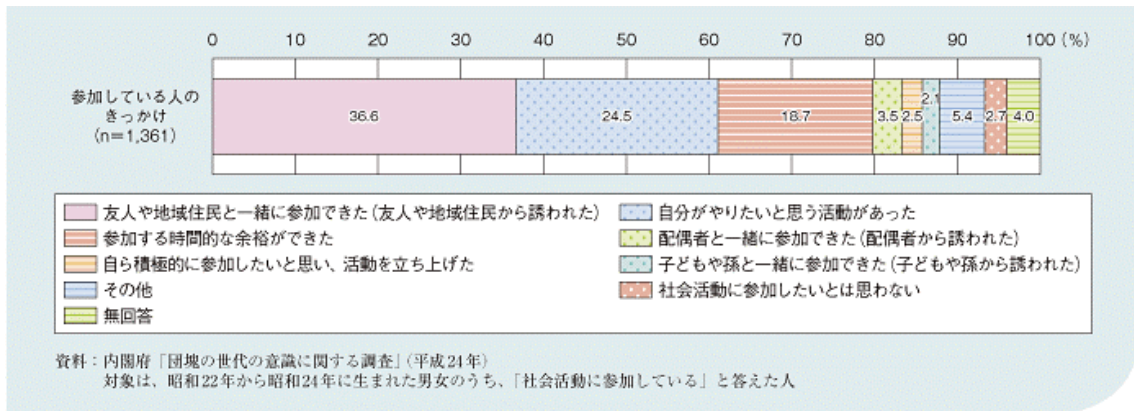 0 10 20 30 40 50 60 70 80 90 100 (%)
参加している人の
きっかけ
(n=1,361)
36.6 24.5 18.7 3.5 2.5 2.1 5.4 2.7 4.0
友人や地域住民と一緒に参加できた(友人や地域住民から誘われた)
自分がやりたいと思う活動があった
参加する時間的な余裕ができた
配偶者と一緒に参加できた(配偶者から誘われた)
自ら積極的に参加したいと思い、活動を立ち上げた
子どもや孫と一緒に参加できた(子どもや孫から誘われた)
その他
社会活動に参加したいとは思わない
無回答
資料:内閣府「団塊の世代の意識に関する調査」(平成24年)
対象は、昭和22年から昭和24年に生まれた男女のうち、「社会活動に参加している」と答えた人